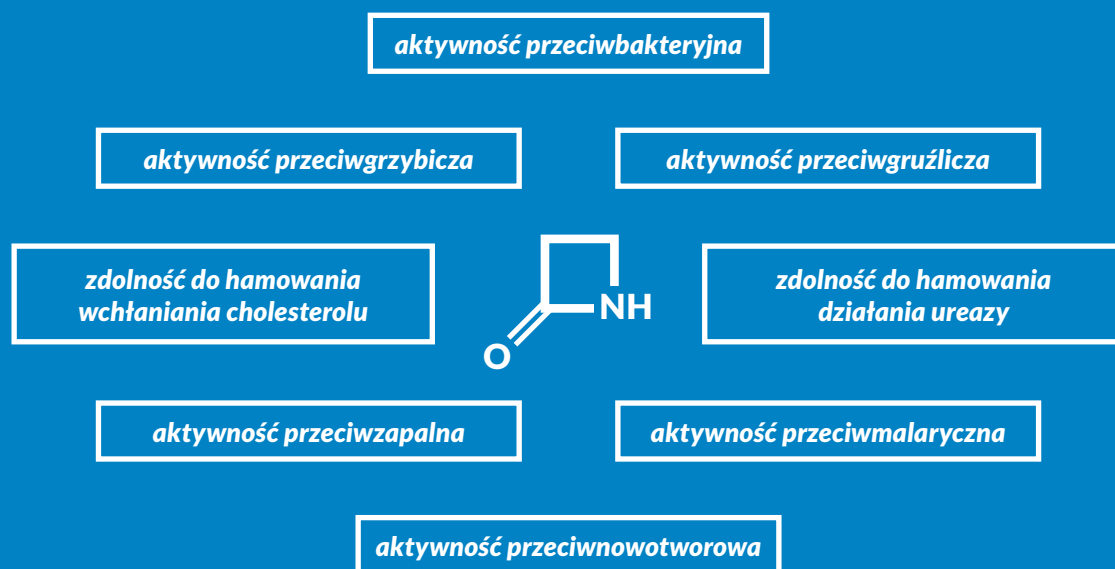 aktywność przeciwbakteryjna
aktywność przeciwgrzybicza
aktywność przeciwgruźlicza
zdolność do hamowania
wchłaniania cholesterolu
NH
O
zdolność do hamowania
działania ureazy
aktywność przeciwzapalna
aktywność przeciwmalaryczna
aktywność przeciwnowotworowa